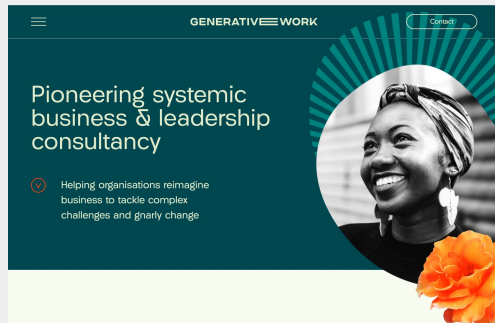 GENERATIVE WORK
Contact
Pioneering systemic
business & leadership
consultancy
Helping organisations reimagine
business to tackle complex
challenges and gnarly change